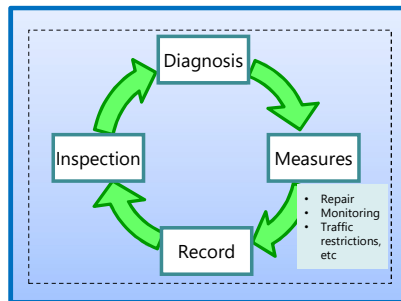 Diagnosis
Inspection
Measures
• Repair
• Monitoring
• Traffic
restrictions,
etc
Record